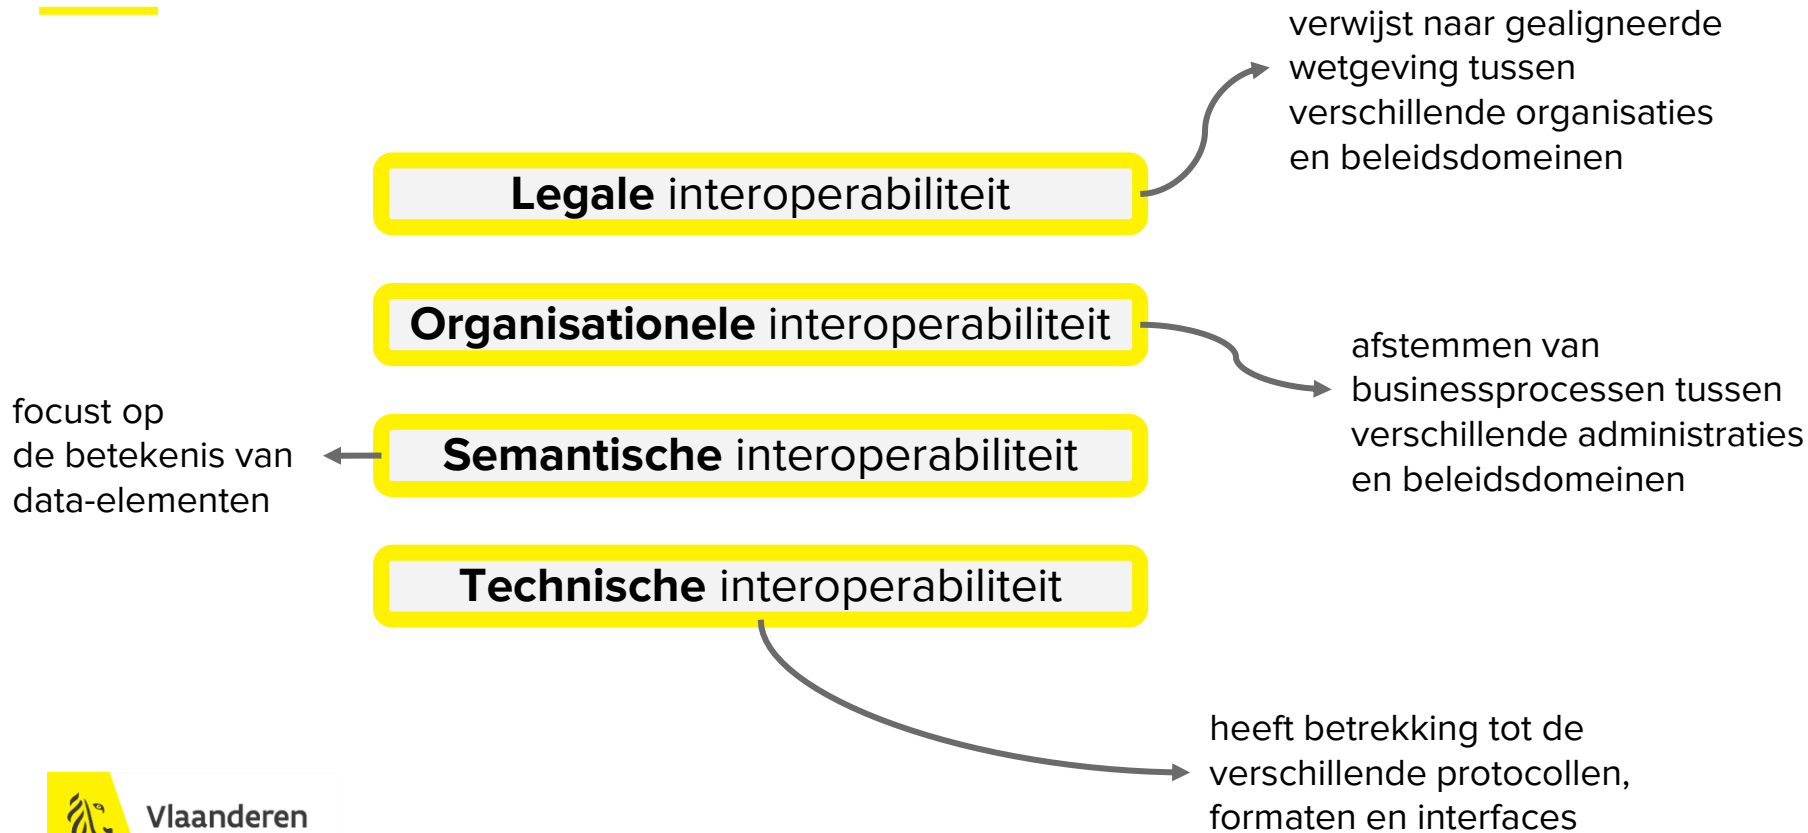 verwijst naar gealigneerde
wetgeving tussen
verschillende organisaties
en beleidsdomeinen
Legale interoperabiliteit
Organisationele interoperabiliteit
afstemmen van
businessprocessen tussen
verschillende administraties
en beleidsdomeinen
focust op
de betekenis van
data-elementen
Semantische interoperabiliteit
Technische interoperabiliteit
heeft betrekking tot de
verschillende protocollen,
formaten en interfaces
Vlaanderen